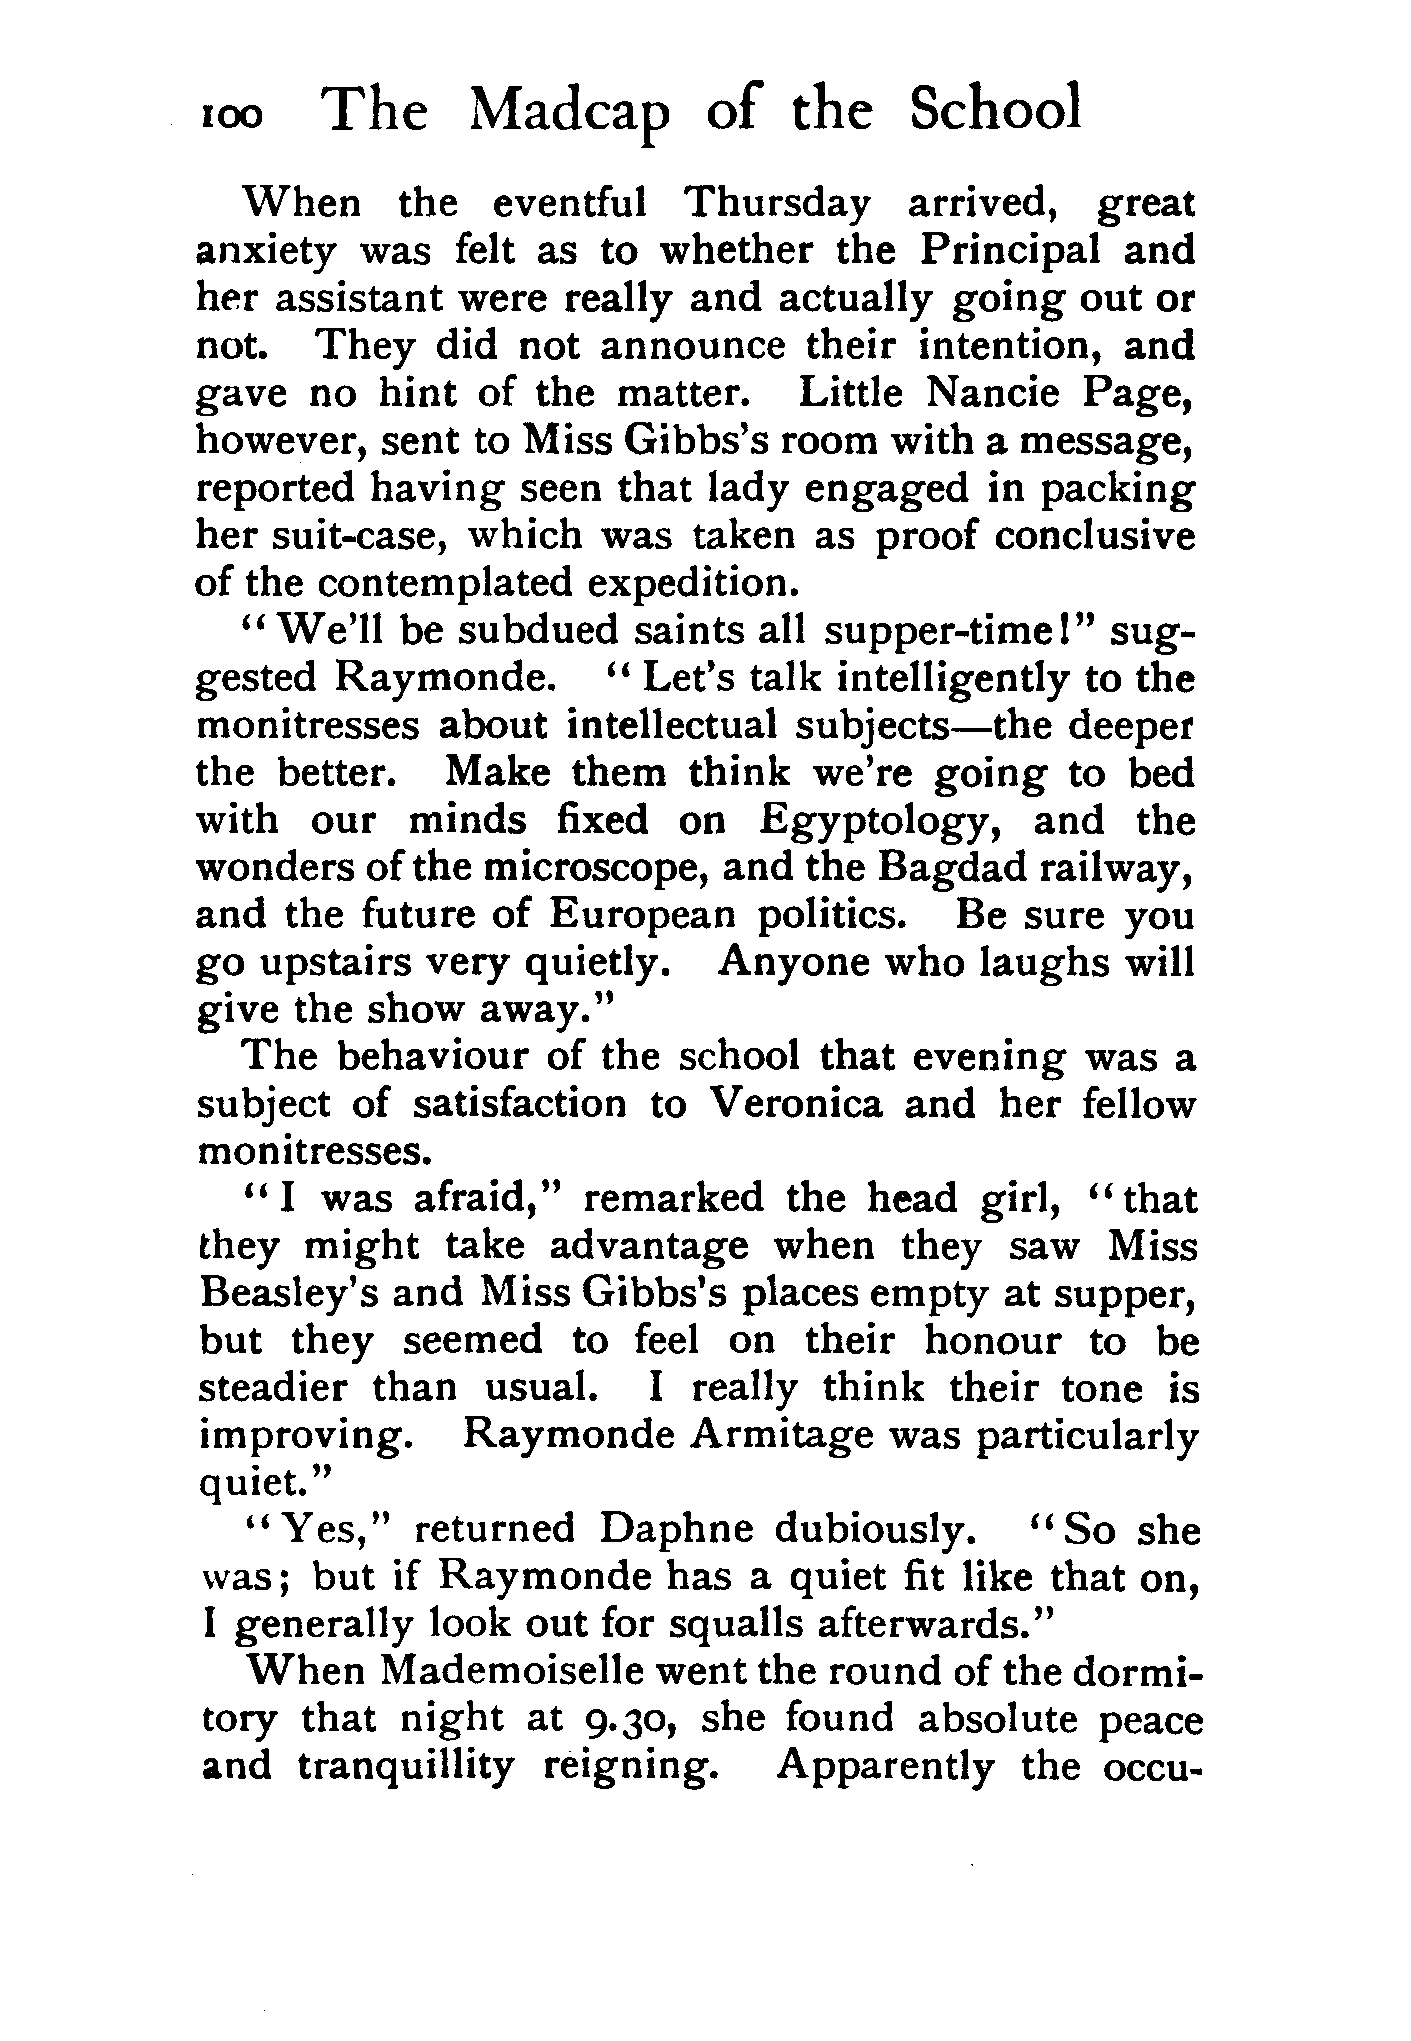 100 The Madcap of the School
When the eventful Thursday arrived, great
anxiety was felt as to whether the Principal and
her assistant were really and actually going out or
not. They did not announce their intention, and
gave no hint of the matter. Little Nancie Page,
however, sent to Miss Gibbs's room with a message,
reported having seen that lady engaged in packing
her suit-case, which was taken as proof conclusive
of the contemplated expedition.
"We'll be subdued saints all supper-time!" sug-
gested Raymonde. "Let's talk intelligently to the
monitresses about intellectual subjects—the deeper
the better. Make them think we're going to bed
with our minds fixed on Egyptology, and the
wonders of the microscope, and the Bagdad railway,
and the future of European politics. Be sure you
go upstairs very quietly. Anyone who laughs will
give the show away."
The behaviour of the school that evening was a
subject of satisfaction to Veronica and her fellow
monitresses.
"I was afraid," remarked the head girl, "that
they might take advantage when they saw Miss
Beasley's and Miss Gibbs's places empty at supper,
but they seemed to feel on their honour to be
steadier than usual. I really think their tone is
improving. Raymonde Armitage was particularly
quiet."
"Yes," returned Daphne dubiously. "So she
was; but if Raymonde has a quiet fit like that on,
I generally look out for squalls afterwards."
When Mademoiselle went the round of the dormi-
tory that night at 9.30, she found absolute peace
and tranquillity reigning. Apparently the occu-